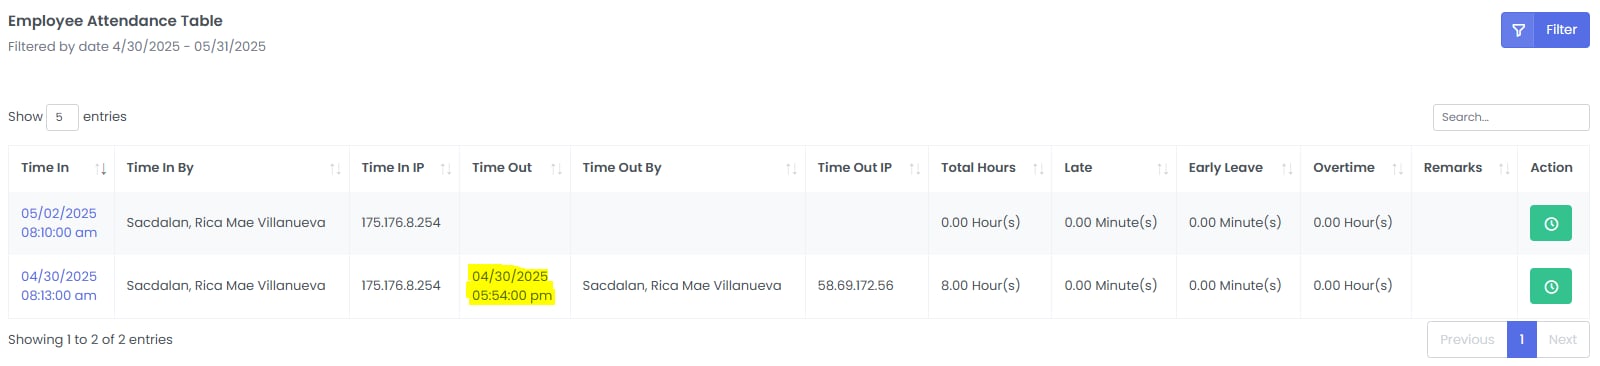 Employee Attendance Table
Filter
Filtered by date 4/30/2025 - 05/31/2025
Show 5 entries
Search...
Time In Time In By Time In IP Time Out Time Out By Time Out IP Total Hours Late Early Leave Overtime Remarks Action
05/02/2025
08:10:00 am Sacdalan, Rica Mae Villanueva 175.176.8.254 0.00 Hour(s) 0.00 Minute(s) 0.00 Minute(s) 0.00 Hour(s)
04/30/2025 04/30/2025
08:13:00 am Sacdalan, Rica Mae Villanueva 175.176.8.254 05:54:00 pm Sacdalan, Rica Mae Villanueva 58.69.172.56 8.00 Hour(s) 0.00 Minute(s) 0.00 Minute(s) 0.00 Hour(s)
Showing 1 to 2 of 2 entries
Previous 1 Next